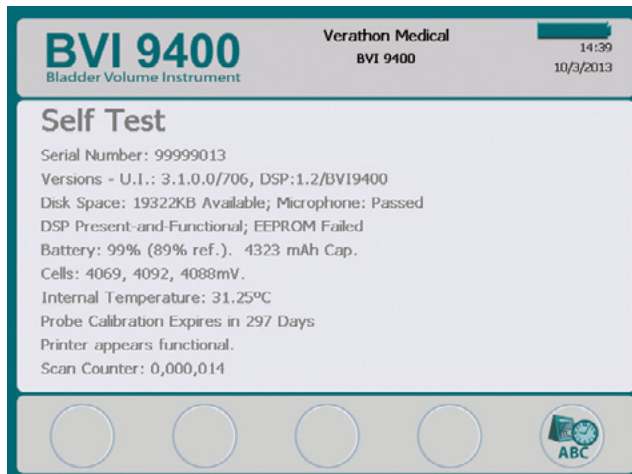 BVI 9400
Bladder Volume Instrument
Verathon Medical
BVI 9400
14:39
10/3/2013
Self Test
Serial Number: 99999013
Versions - U.I.: 3.1.0.0/706, DSP:1.2/BVI9400
Disk Space: 19322KB Available; Microphone: Passed
DSP Present-and-Functional; EEPROM Failed
Battery: 99% (89% ref.). 4323 mAh Cap.
Cells: 4069, 4092, 4088mV.
Internal Temperature: 31.25ºC
Probe Calibration Expires in 297 Days
Printer appears functional.
Scan Counter: 0,000,014
ABC